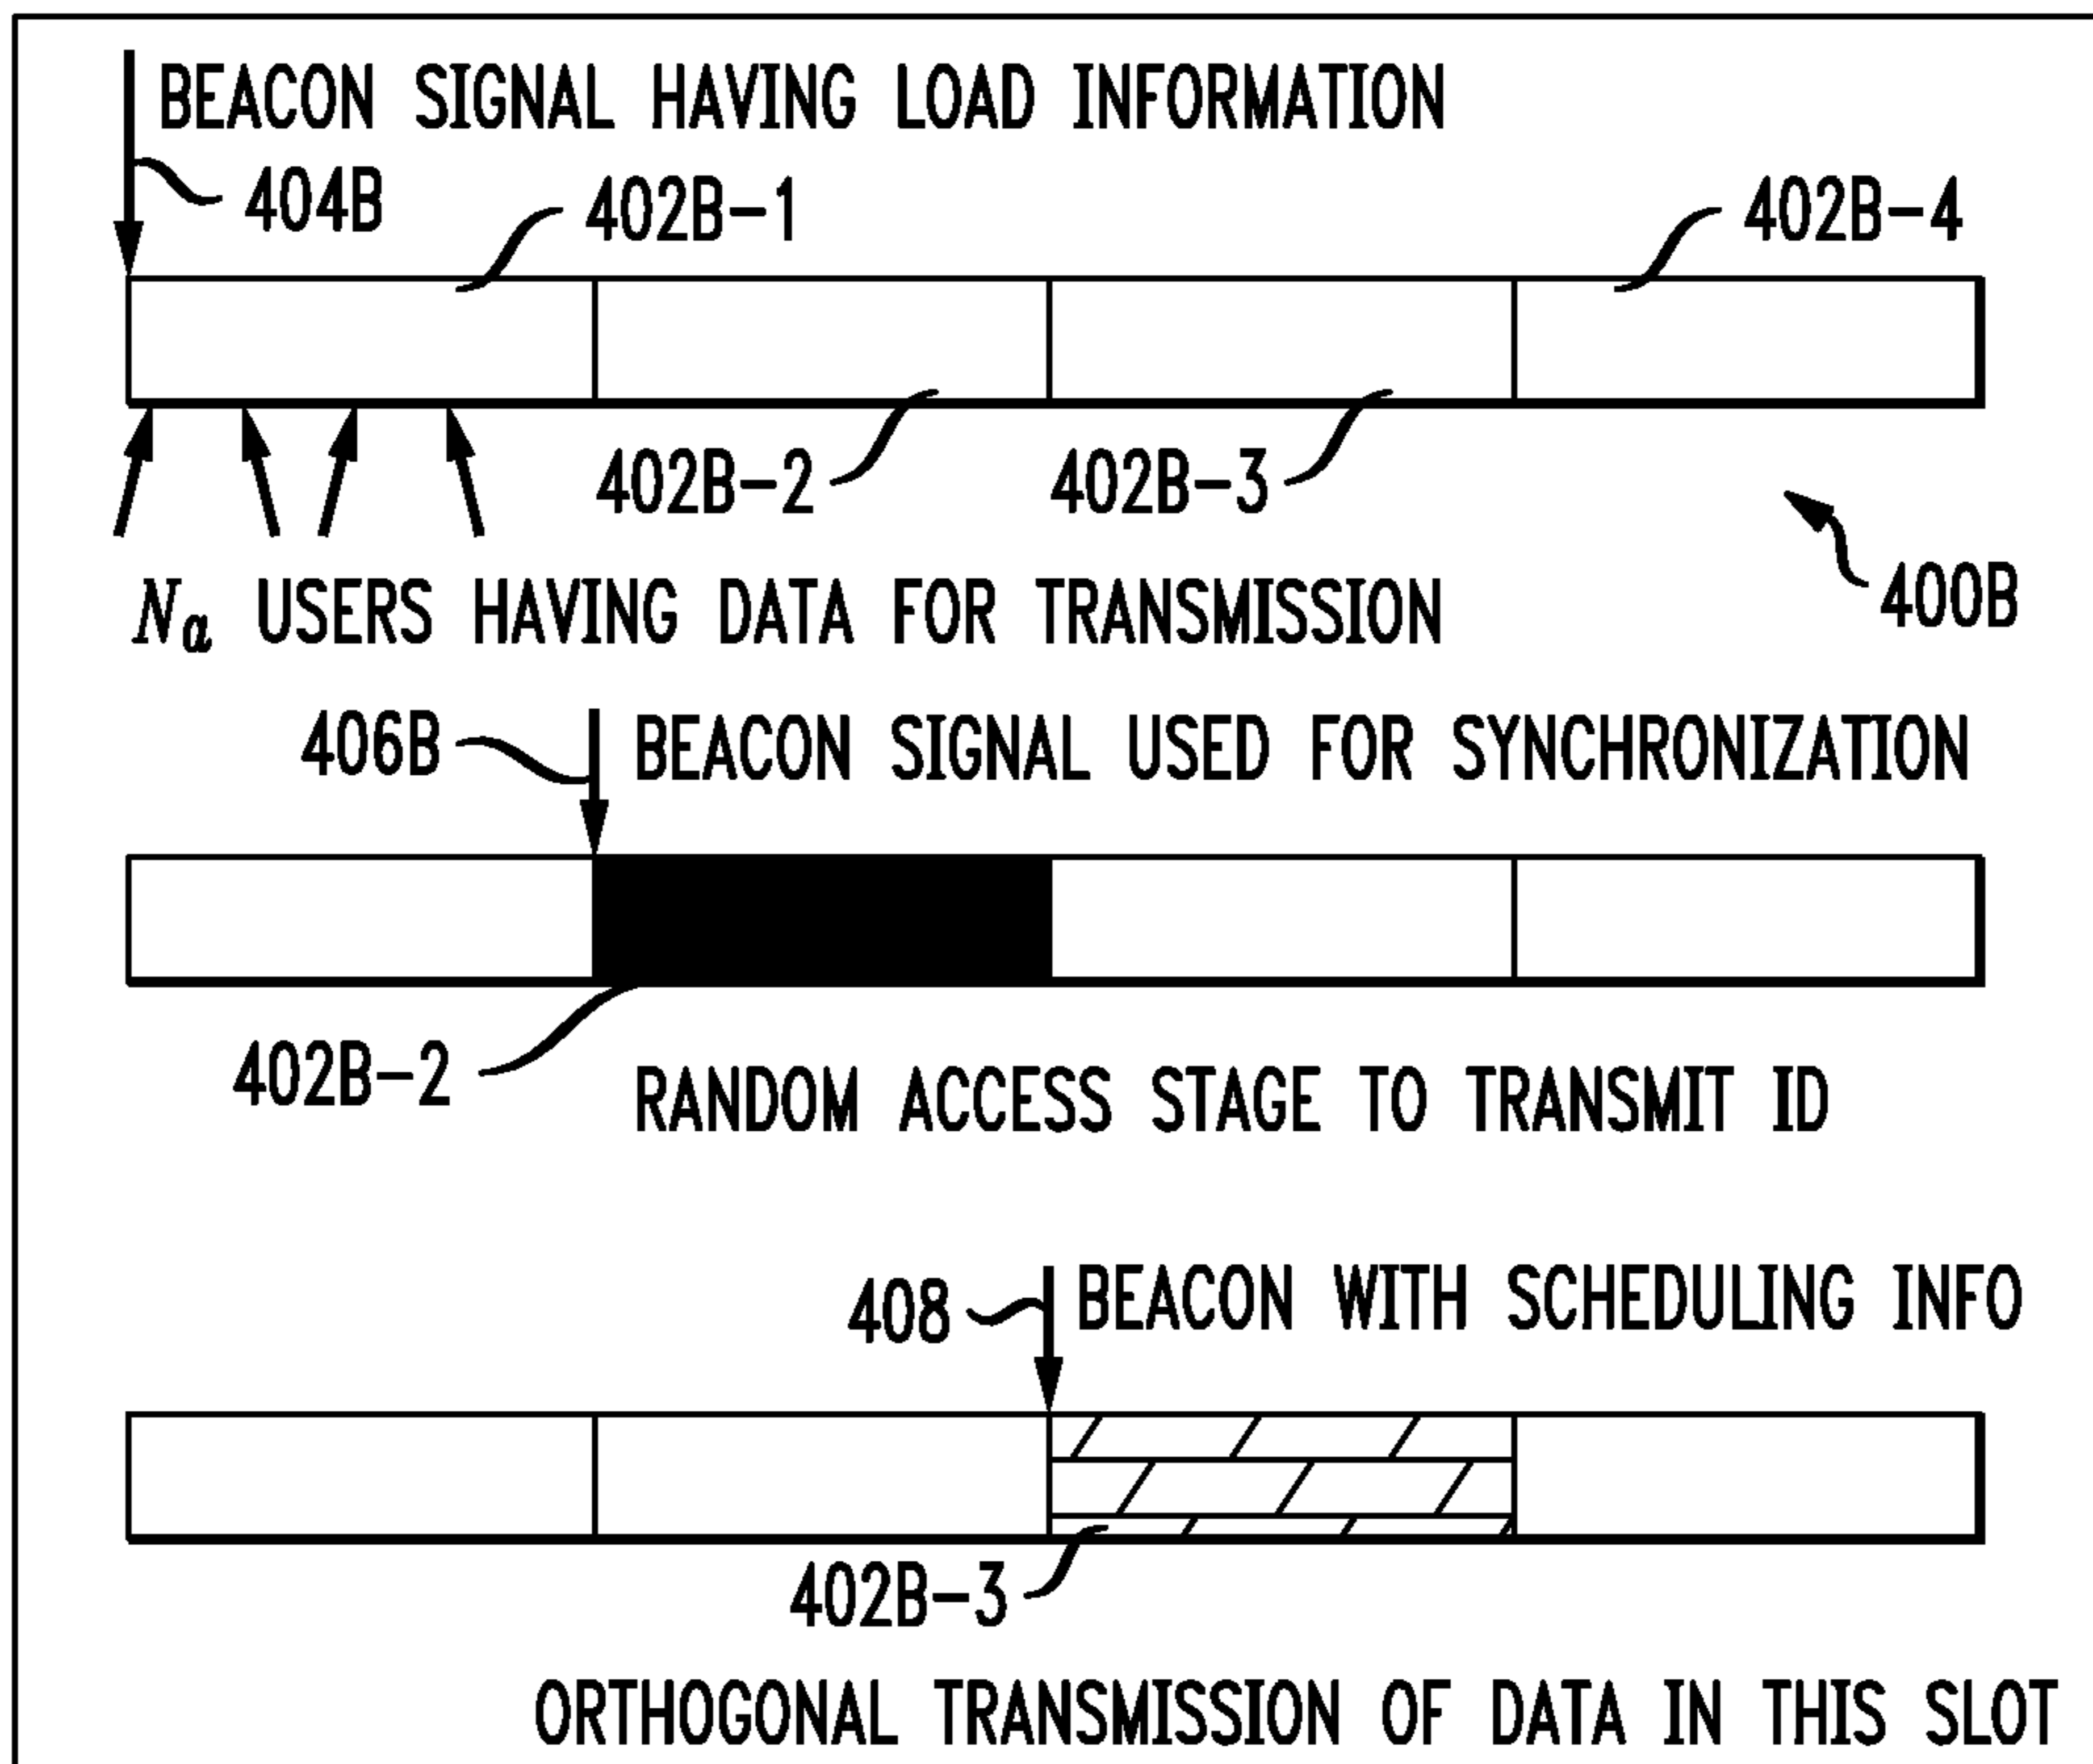 BEACON SIGNAL HAVING LOAD INFORMATION
404B
402B-1
402B-4
402B-2
402B-3
400B
Na USERS HAVING DATA FOR TRANSMISSION
406B
BEACON SIGNAL USED FOR SYNCHRONIZATION
402B-2
RANDOM ACCESS STAGE TO TRANSMIT ID
408
BEACON WITH SCHEDULING INFO
402B-3
ORTHOGONAL TRANSMISSION OF DATA IN THIS SLOT